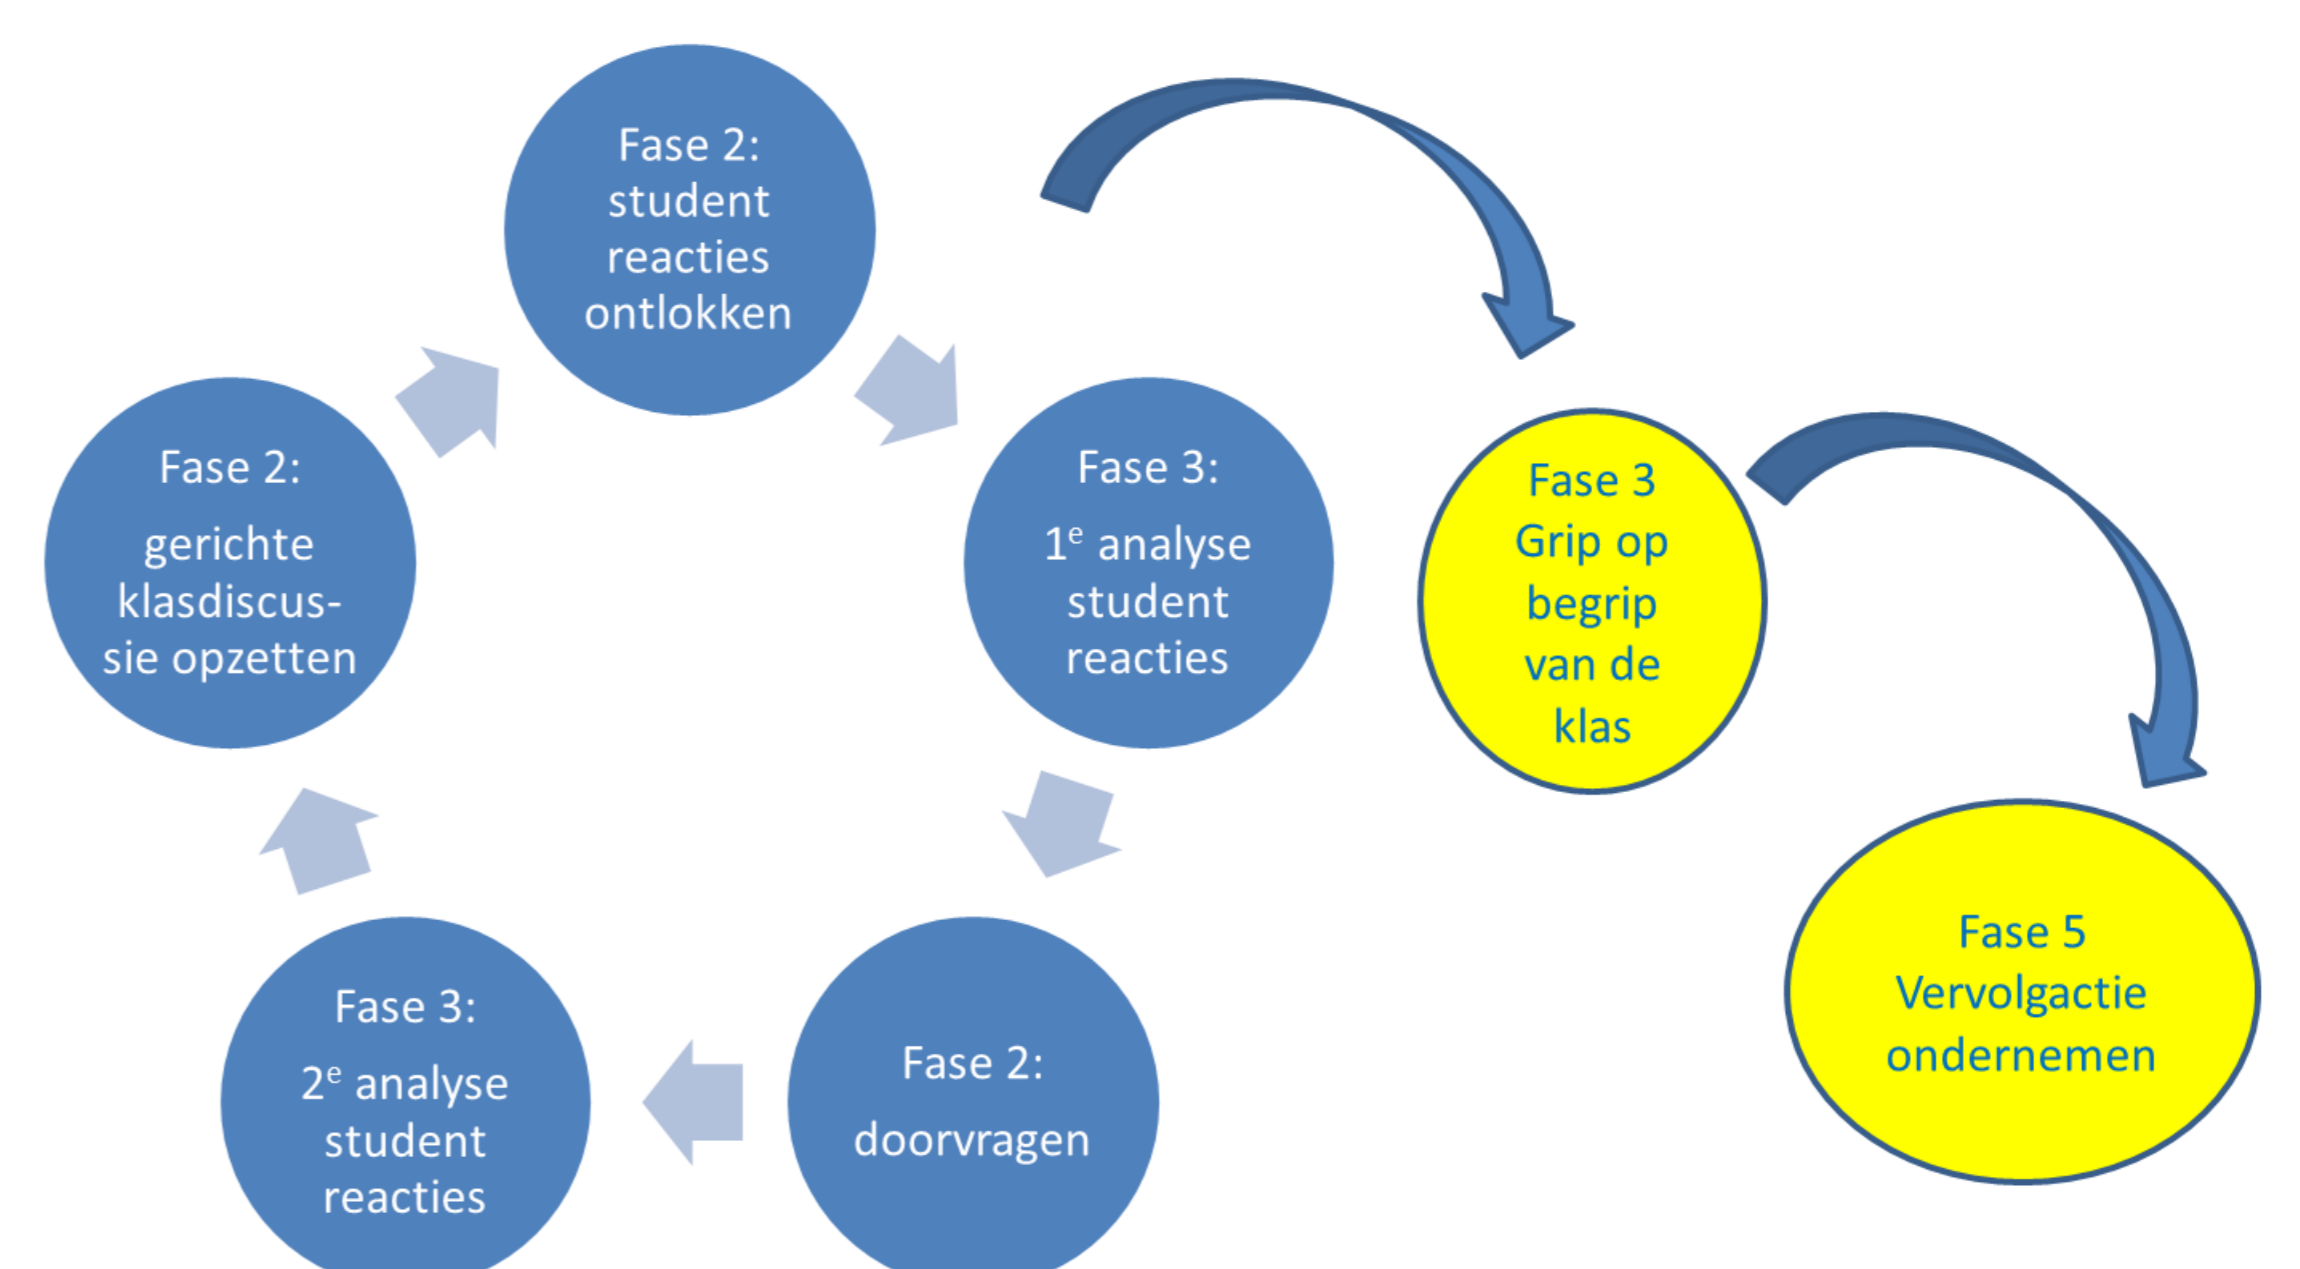 Fase 2:
student
reacties
ontlokken
Fase 3:
1e analyse
student
reacties
Fase 2:
doorvragen
Fase 3:
2e analyse
student
reacties
Fase 2:
gerichte
klasdiscus-
sie opzetten
Fase 3
Grip op
begrip
van de
klas
Fase 5
Vervolgactie
ondernemen